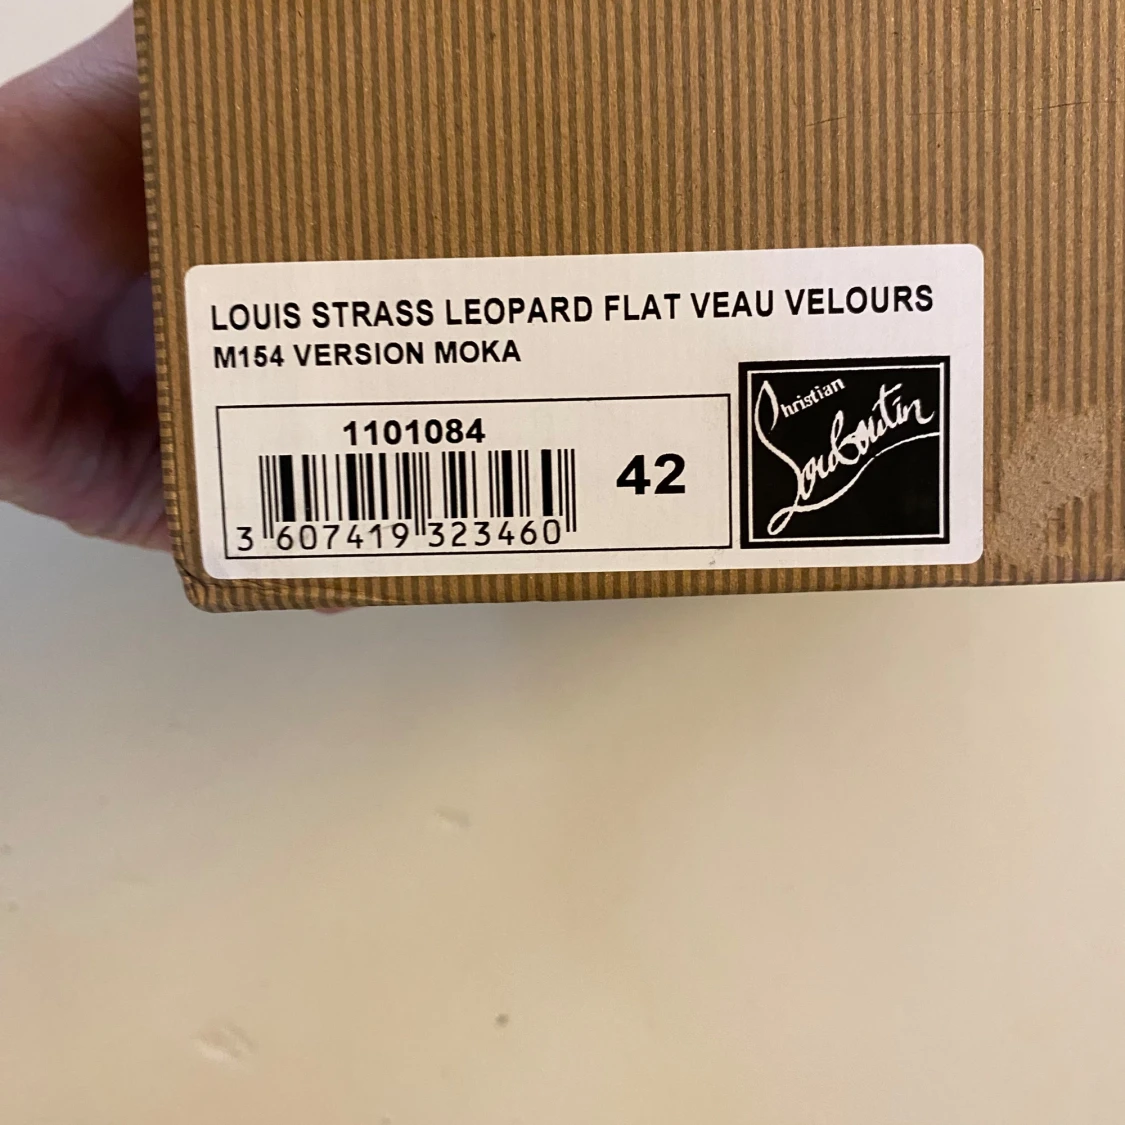 LOUIS STRASS LEOPARD FLAT VEAU VELOURS
M154 VERSION MOKA
1101084
3 607419 323460
42
Christian
Louboutin